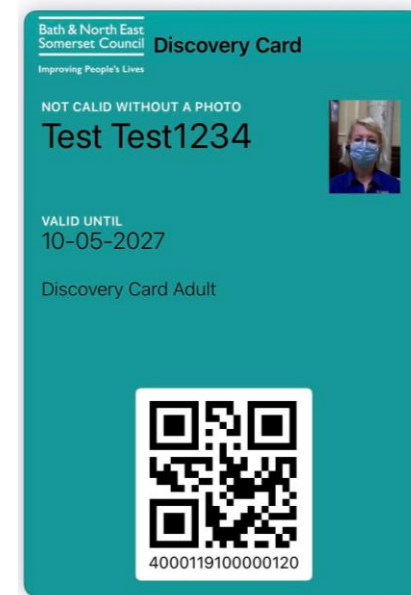 Bath & North East
Somerset Council
Discovery Card
Improving People's Lives
NOT CALID WITHOUT A PHOTO
Test Test1234
VALID UNTIL
10-05-2027
Discovery Card Adult
4000119100000120